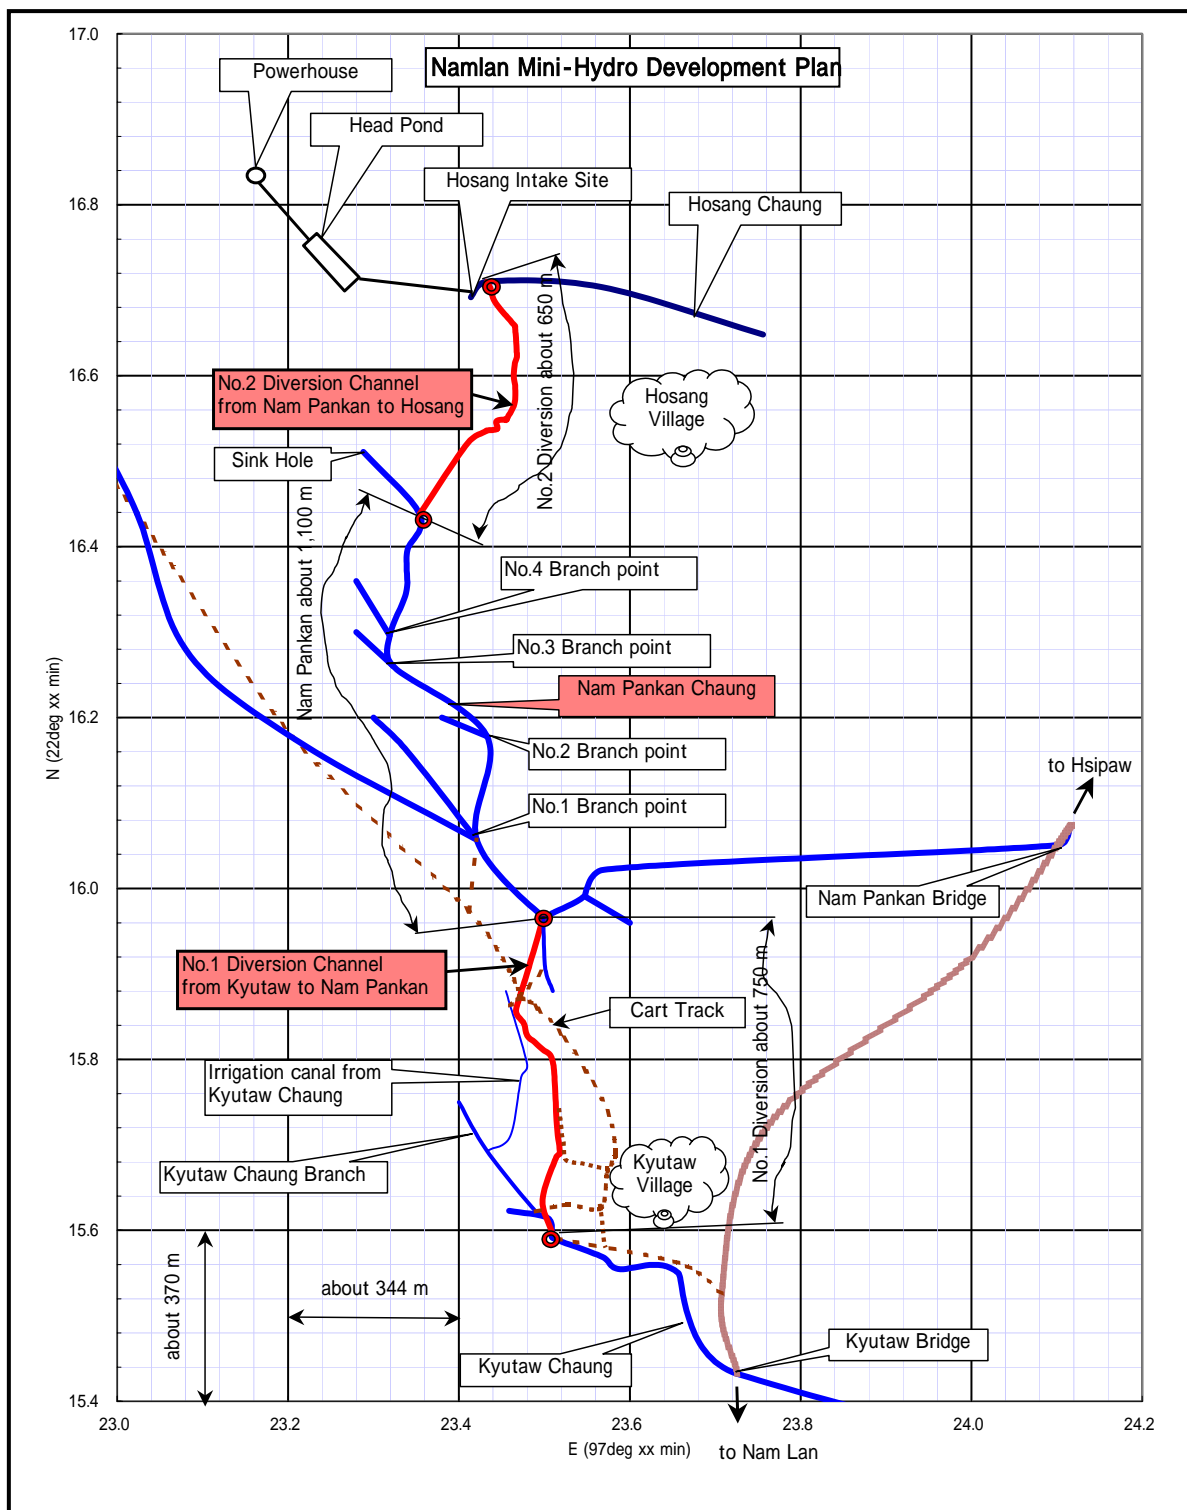 17.0
Namlan Mini-Hydro Development Plan
Powerhouse
Head Pond
Hosang Intake Site
Hosang Chaung
16.8
No.2 Diversion about 650 m
16.6
No.2 Diversion Channel
from Nam Pankan to Hosang
Hosang
Village
Sink Hole
Nam Pankan about 1,100 m
16.4
No.4 Branch point
No.3 Branch point
Nam Pankan Chaung
16.2
No.2 Branch point
N (22deg xx min)
to Hsipaw
No.1 Branch point
16.0
Nam Pankan Bridge
No.1 Diversion Channel
from Kyutaw to Nam Pankan
No.1 Diversion about 750 m
Cart Track
15.8
Irrigation canal from
Kyutaw Chaung
Kyutaw Chaung Branch
Kyutaw
Village
15.6
about 370 m
about 344 m
Kyutaw Chaung
Kyutaw Bridge
15.4
23.0
23.2
23.4
23.6
23.8
24.0
24.2
E (97deg xx min)
to Nam Lan